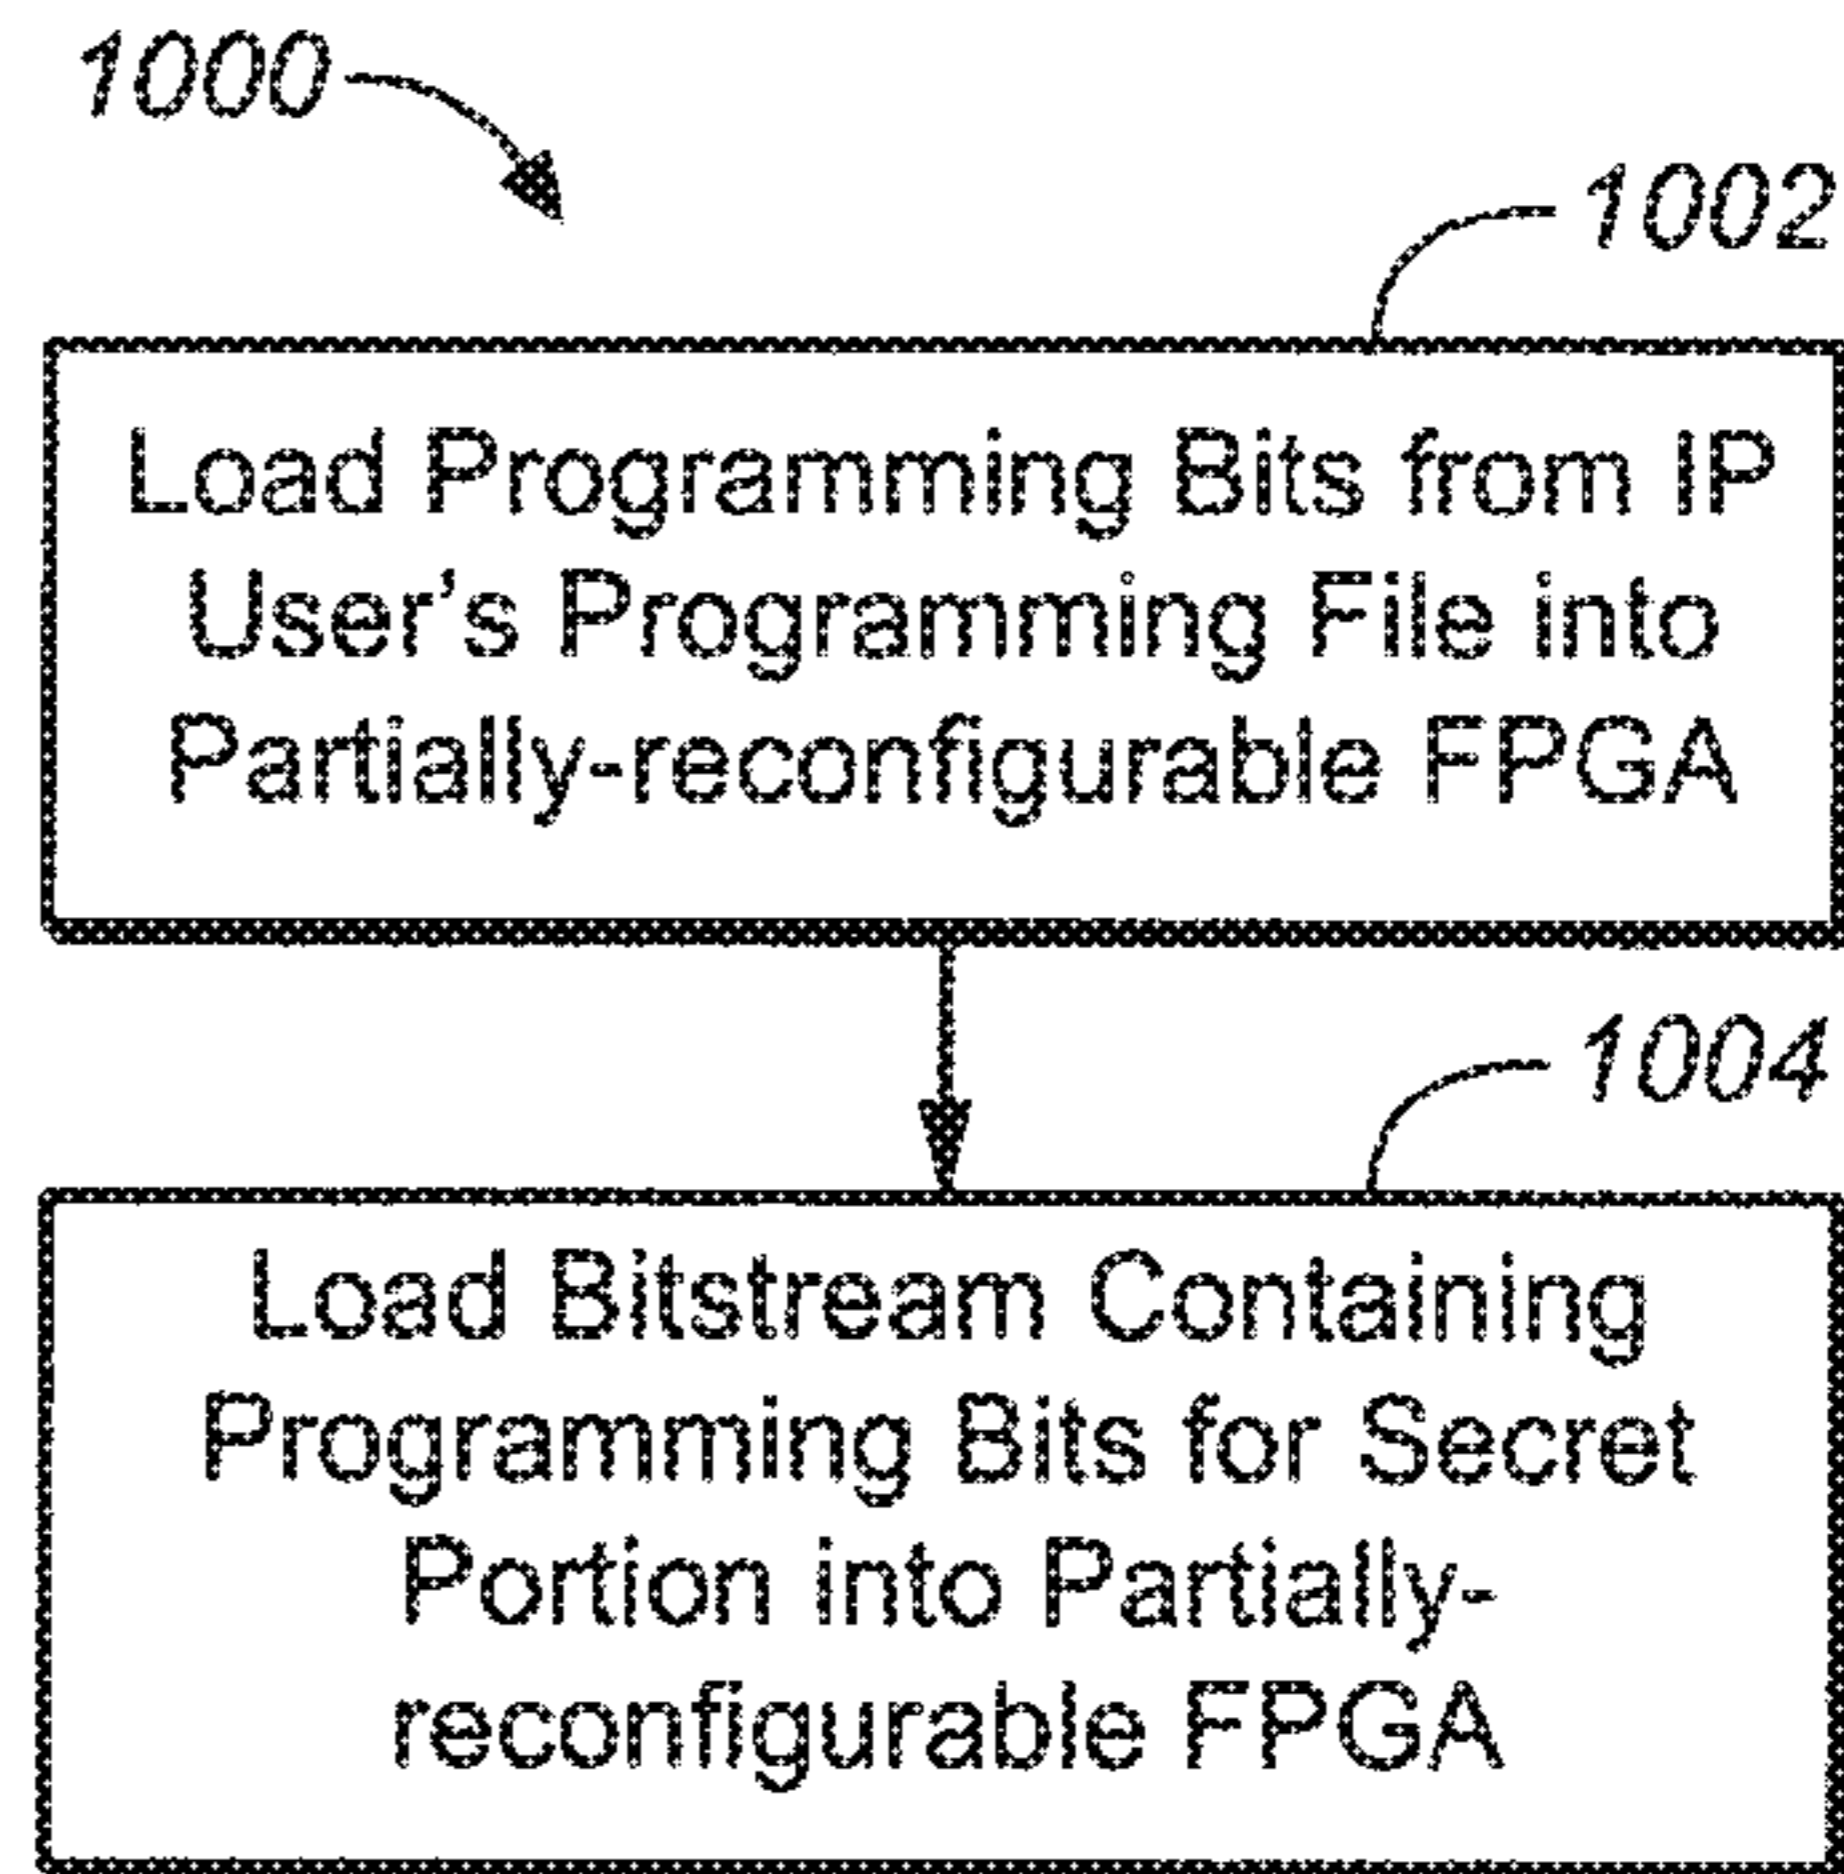 1000
1002
Load Programming Bits from IP
User's Programming File into
Partially-reconfigurable FPGA
1004
Load Bitstream Containing
Programming Bits for Secret
Portion into Partially-
reconfigurable FPGA